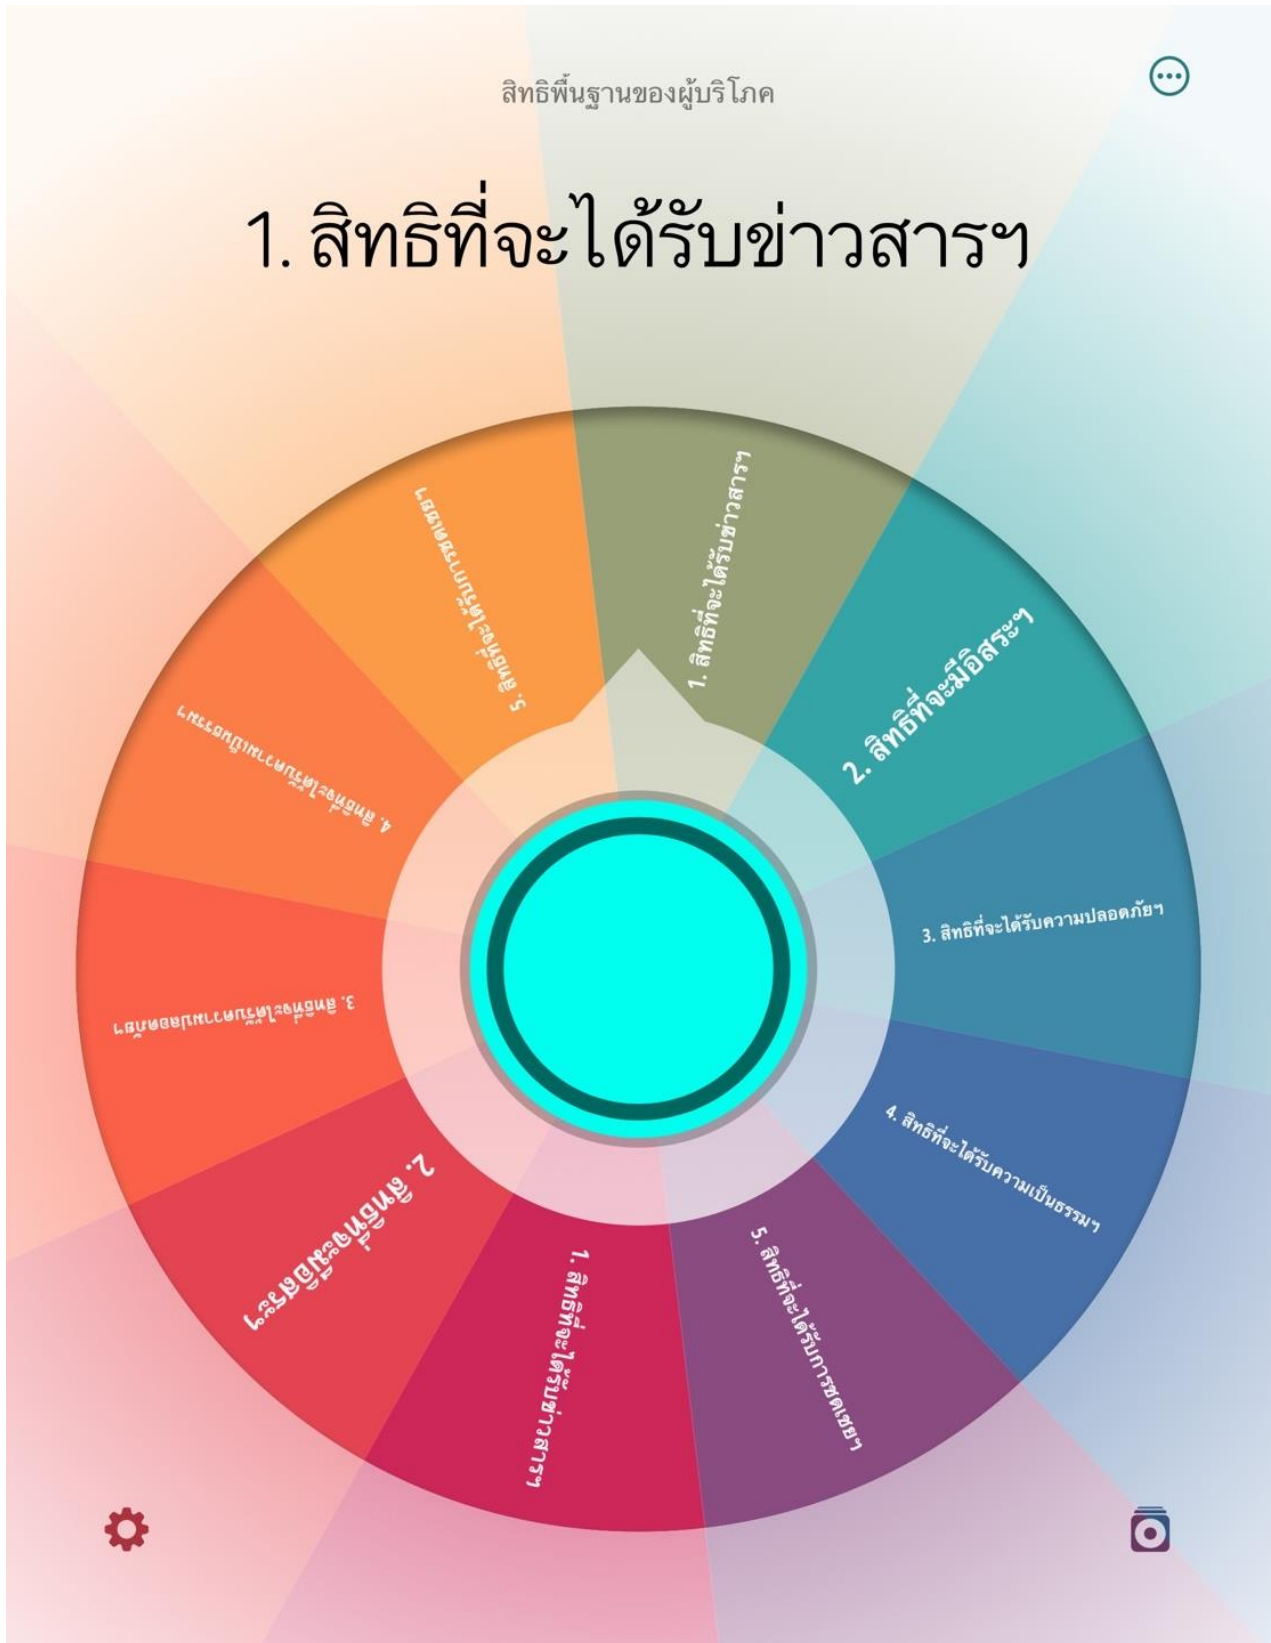 สิทธิพื้นฐานของผู้บริโภค
1. สิทธิที่จะได้รับข่าวสารฯ
1. สิทธิที่จะได้รับข่าวสารฯ
2. สิทธิที่จะมีอิสระฯ
3. สิทธิที่จะได้รับความปลอดภัยฯ
4. สิทธิที่จะได้รับความเป็นธรรมฯ
5. สิทธิที่จะได้รับการชดเชยฯ
1. สิทธิที่จะได้รับข่าวสารฯ
2. สิทธิที่จะมีอิสระฯ
3. สิทธิที่จะได้รับความปลอดภัยฯ
4. สิทธิที่จะได้รับความเป็นธรรมฯ
5. สิทธิที่จะได้รับการชดเชยฯ